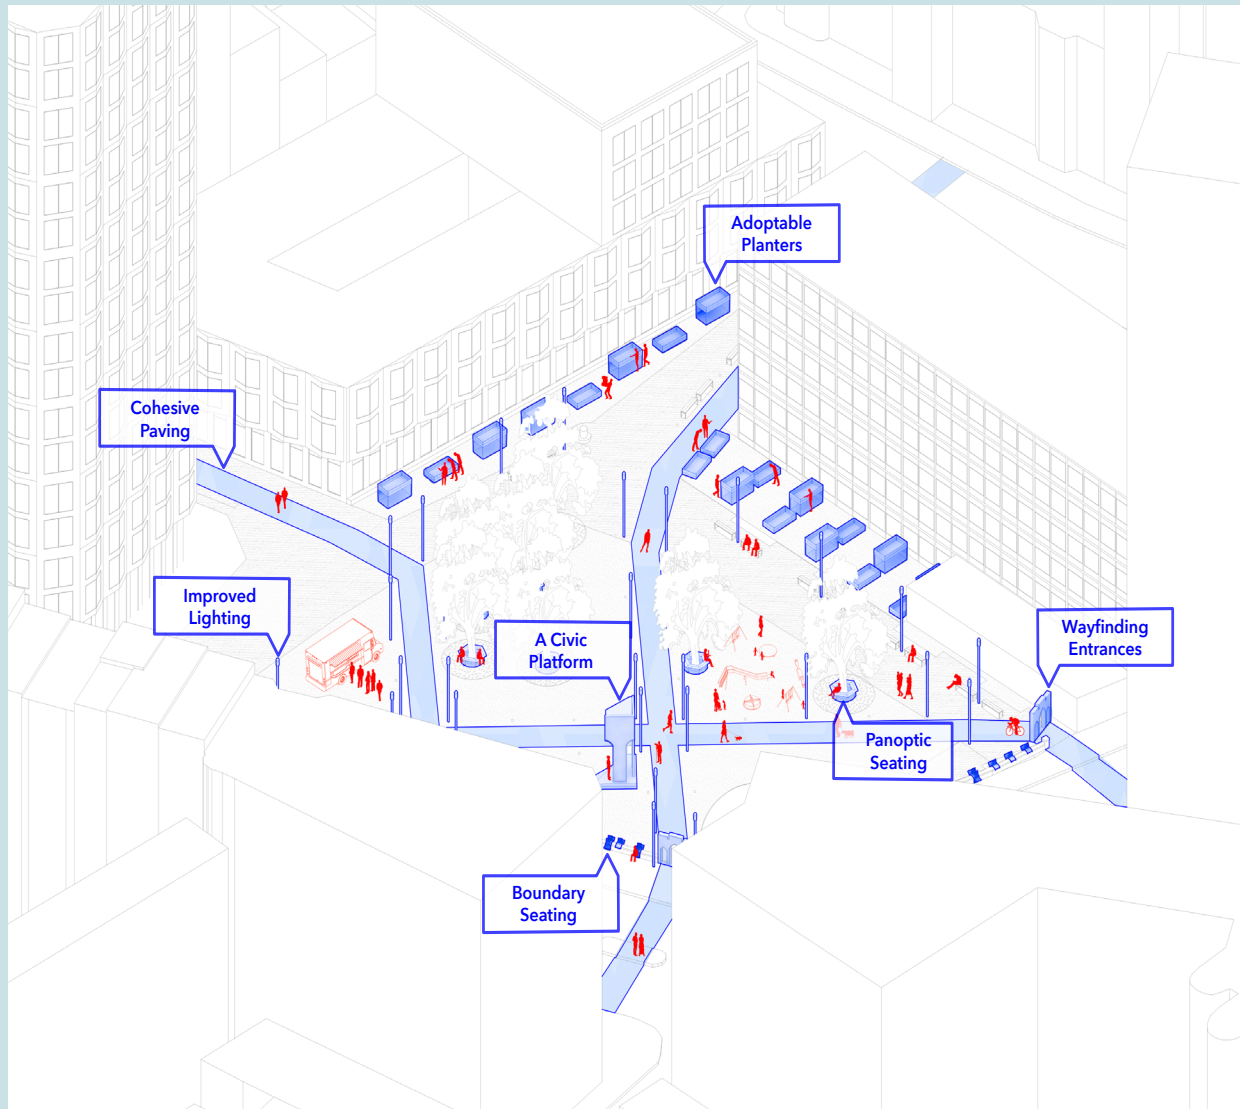 Adoptable
Planters
Cohesive
Paving
Improved
Lighting
A Civic
Platform
Wayfinding
Entrances
Panoptic
Seating
Boundary
Seating